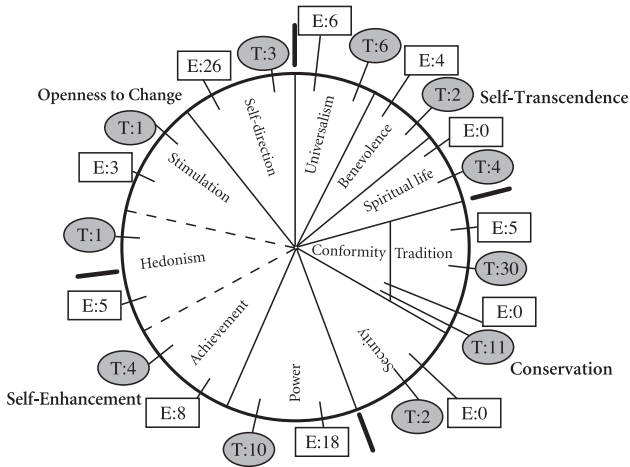 E:6
T:3
T:6
E:26
E:4
Openness to Change
T:2
Self-Transcendence
Self-direction
Universalism
T:1
E:0
Benevolence
E:3
Stimulation
T:4
Spiritual life
T:1
E:5
Hedonism
Conformity
Tradition
T:30
E:5
E:0
Achievement
T:11
Security
T:4
Conservation
Power
Self-Enhancement
E:8
T:2
E:0
T:10
E:18